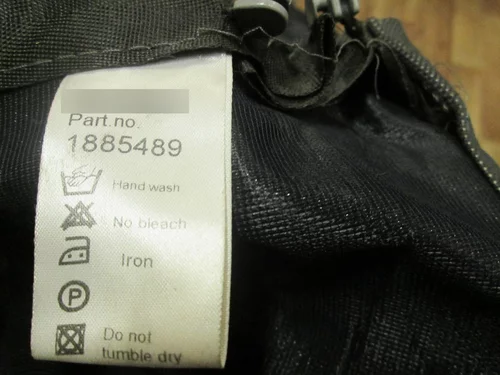 Part.no.
1885489
Hand wash
No bleach
Iron
P
Do not
tumble dry